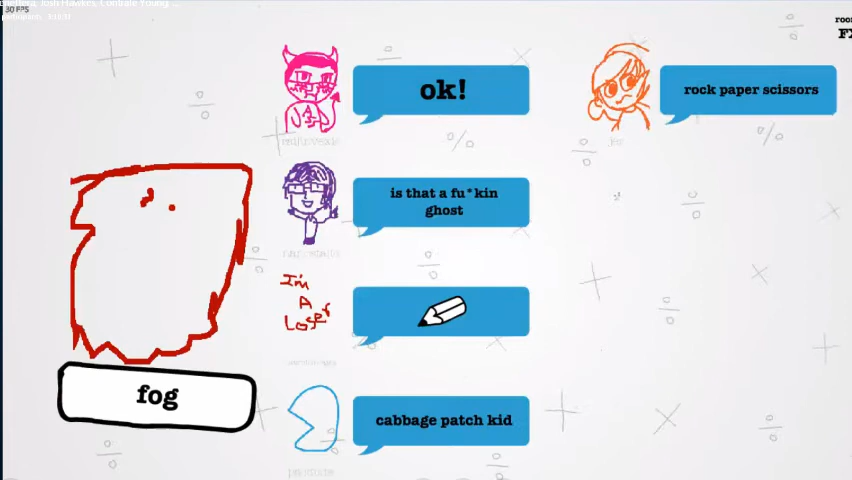 30 FPS
ok!
rock paper scissors
is that a fu*kin
ghost
I'm
A
Loser
fog
cabbage patch kid